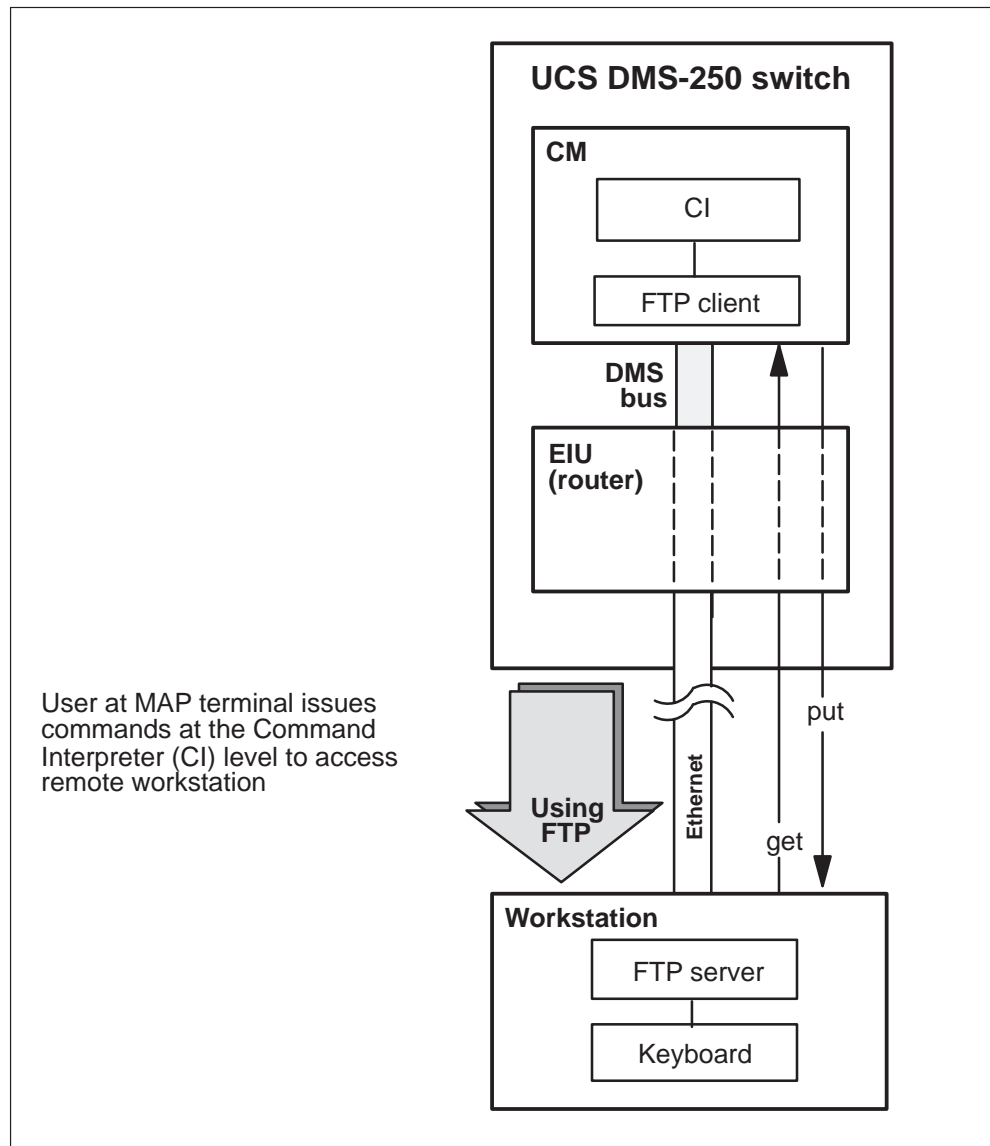 UCS DMS-250 switch
CM
CI
FTP client
DMS
bus
EIU
(router)
User at MAP terminal issues
commands at the Command
Interpreter (CI) level to access
remote workstation
Using
FTP
Ethernet
put
get
Workstation
FTP server
Keyboard